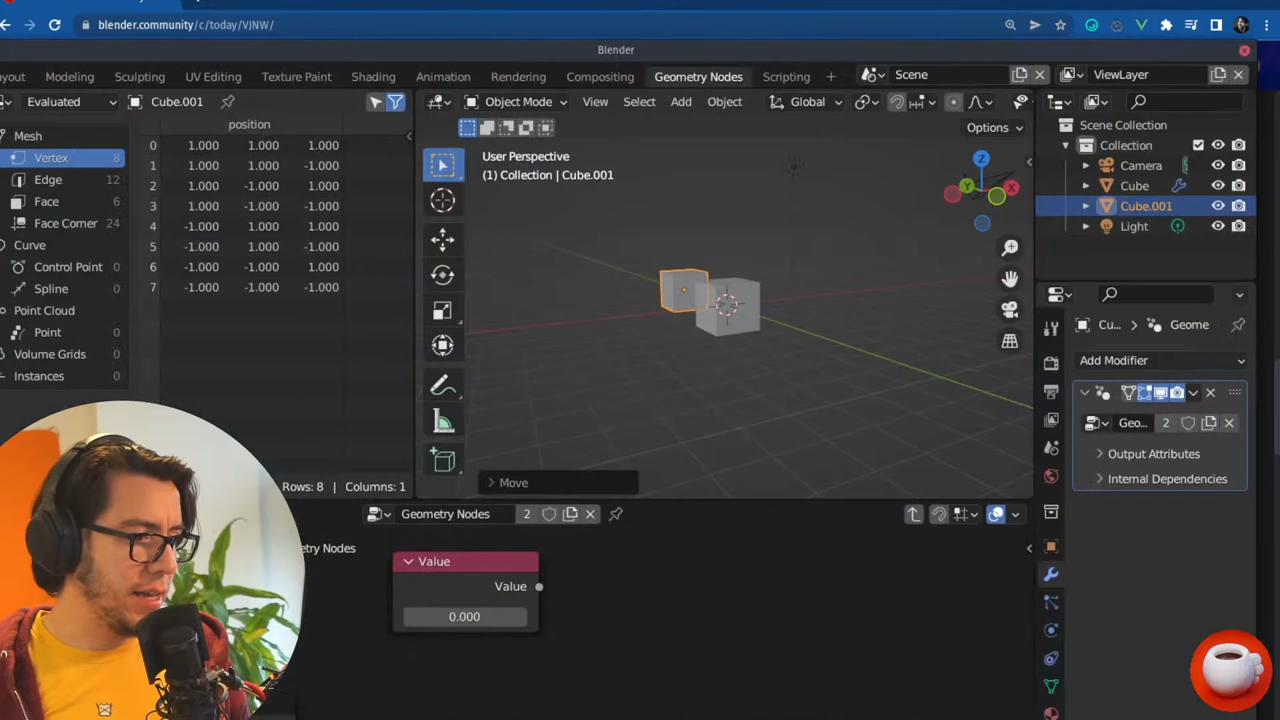 blender.community/c/today/VJNW/
Blender
ayout Modeling Sculpting UV Editing Texture Paint Shading Animation Rendering Compositing Geometry Nodes Scripting + Scene ViewLayer
Evaluated Cube.001 Object Mode View Select Add Object Global
position
Options
Mesh
Vertex 8
Edge 12
Face 6
Face Corner 24
Curve
Control Point 0
Spline 0
Point Cloud
Point 0
Volume Grids 0
Instances 0
0 1.000 1.000 1.000
1 1.000 1.000 -1.000
2 1.000 -1.000 1.000
3 1.000 -1.000 -1.000
4 -1.000 1.000 1.000
5 -1.000 1.000 -1.000
6 -1.000 -1.000 1.000
7 -1.000 -1.000 -1.000
Rows: 8 | Columns: 1
User Perspective
(1) Collection | Cube.001
Z
Y
X
Move
Scene Collection
Collection
Camera
Cube
Cube.001
Light
Cu... Geome
Add Modifier
Geo... 2
Output Attributes
Internal Dependencies
Geometry Nodes 2
metry Nodes
Value
Value
0.000